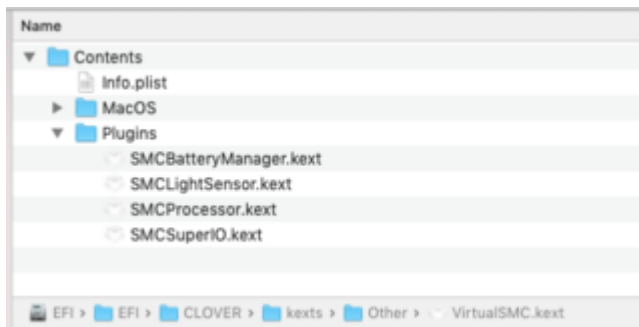 Name
Contents
Info.plist
MacOS
Plugins
SMCBatteryManager.kext
SMCLightSensor.kext
SMCProcessor.kext
SMCSuperIO.kext
EFI › EFI › CLOVER › kexts › Other › VirtualSMC.kext